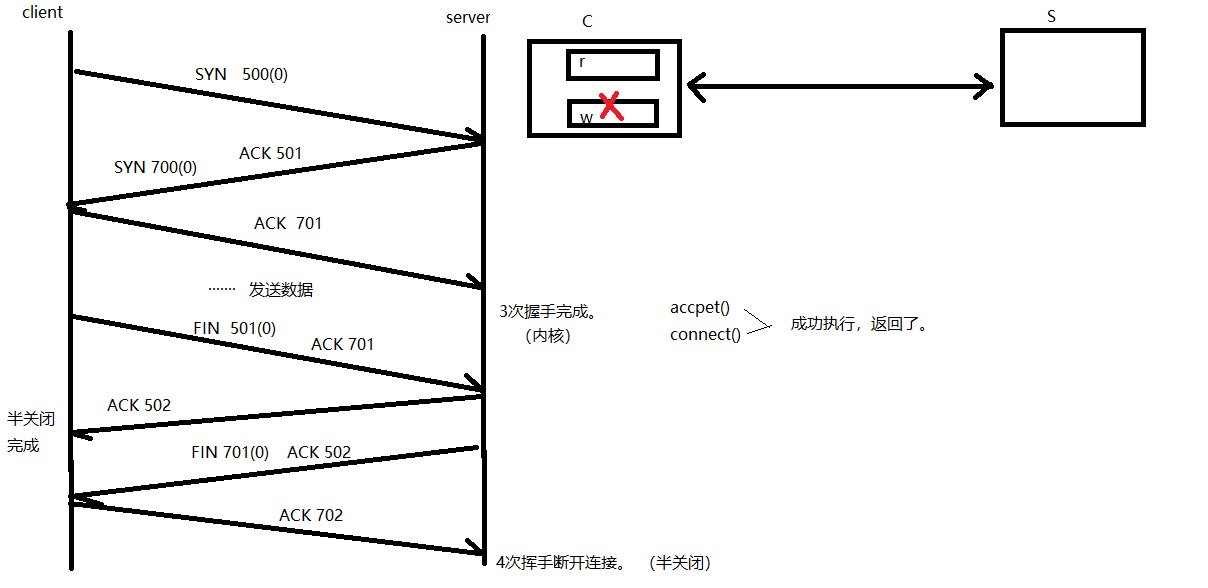 client
server
C
S
r
w
SYN 500(0)
ACK 501
SYN 700(0)
ACK 701
······· 发送数据
3次握手完成。
（内核）
accpet()
connect()
成功执行，返回了。
FIN 501(0)
ACK 701
ACK 502
半关闭
完成
FIN 701(0) ACK 502
ACK 702
4次挥手断开连接。 （半关闭）